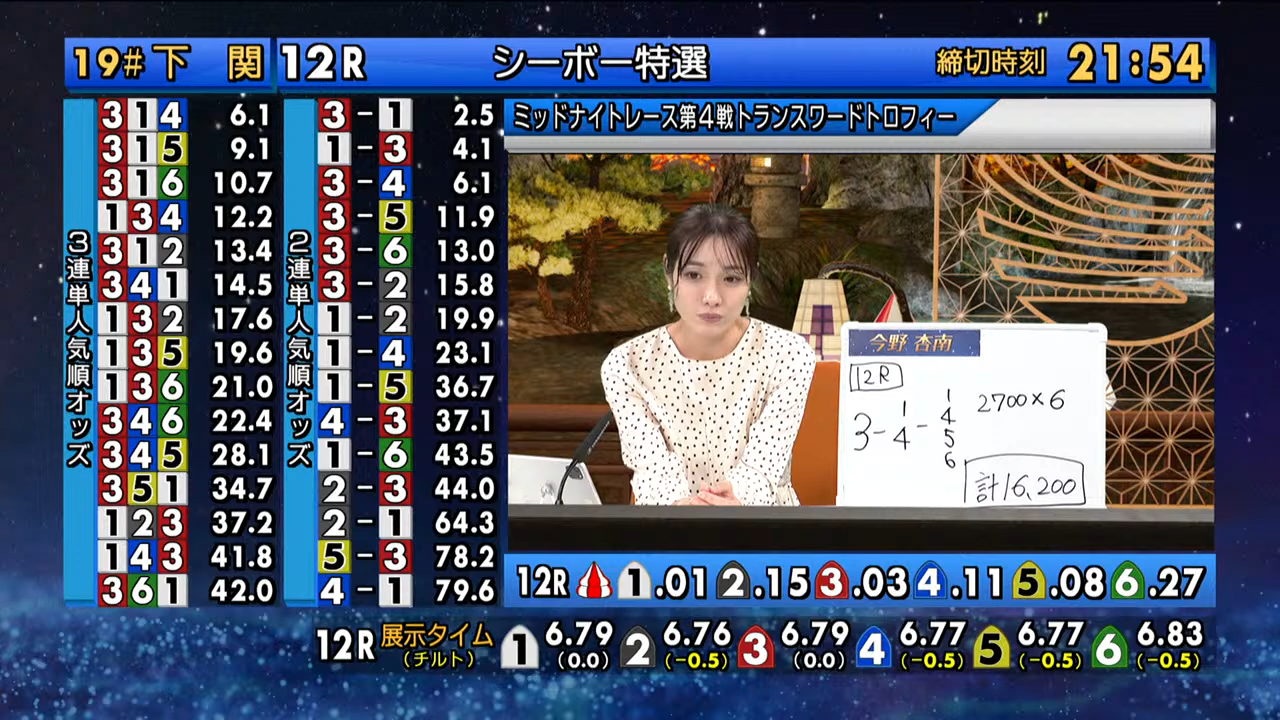 19# 下 関 12R シーボー特選 締切時刻 21:54
3連単人気順オッズ
3 1 4 6.1
3 1 5 9.1
3 1 6 10.7
1 3 4 12.2
3 1 2 13.4
3 4 1 14.5
1 3 2 17.6
1 3 5 19.6
1 3 6 21.0
3 4 6 22.4
3 4 5 28.1
3 5 1 34.7
1 2 3 37.2
1 4 3 41.8
3 6 1 42.0
2連単人気順オッズ
3 - 1 2.5
1 - 3 4.1
3 - 4 6.1
3 - 5 11.9
3 - 6 13.0
3 - 2 15.8
1 - 2 19.9
1 - 4 23.1
1 - 5 36.7
4 - 3 37.1
1 - 6 43.5
2 - 3 44.0
2 - 1 64.3
5 - 3 78.2
4 - 1 79.6
ミッドナイトレース第4戦トランスワードトロフィー
今野 杏南
12R
3 - 1 4 - 1 4 5 6
2700×6
計16,200
12R 1 .01 2 .15 3 .03 4 .11 5 .08 6 .27
12R 展示タイム 1 6.79 2 6.76 3 6.79 4 6.77 5 6.77 6 6.83
(チルト) (0.0) (-0.5) (0.0) (-0.5) (-0.5) (-0.5)